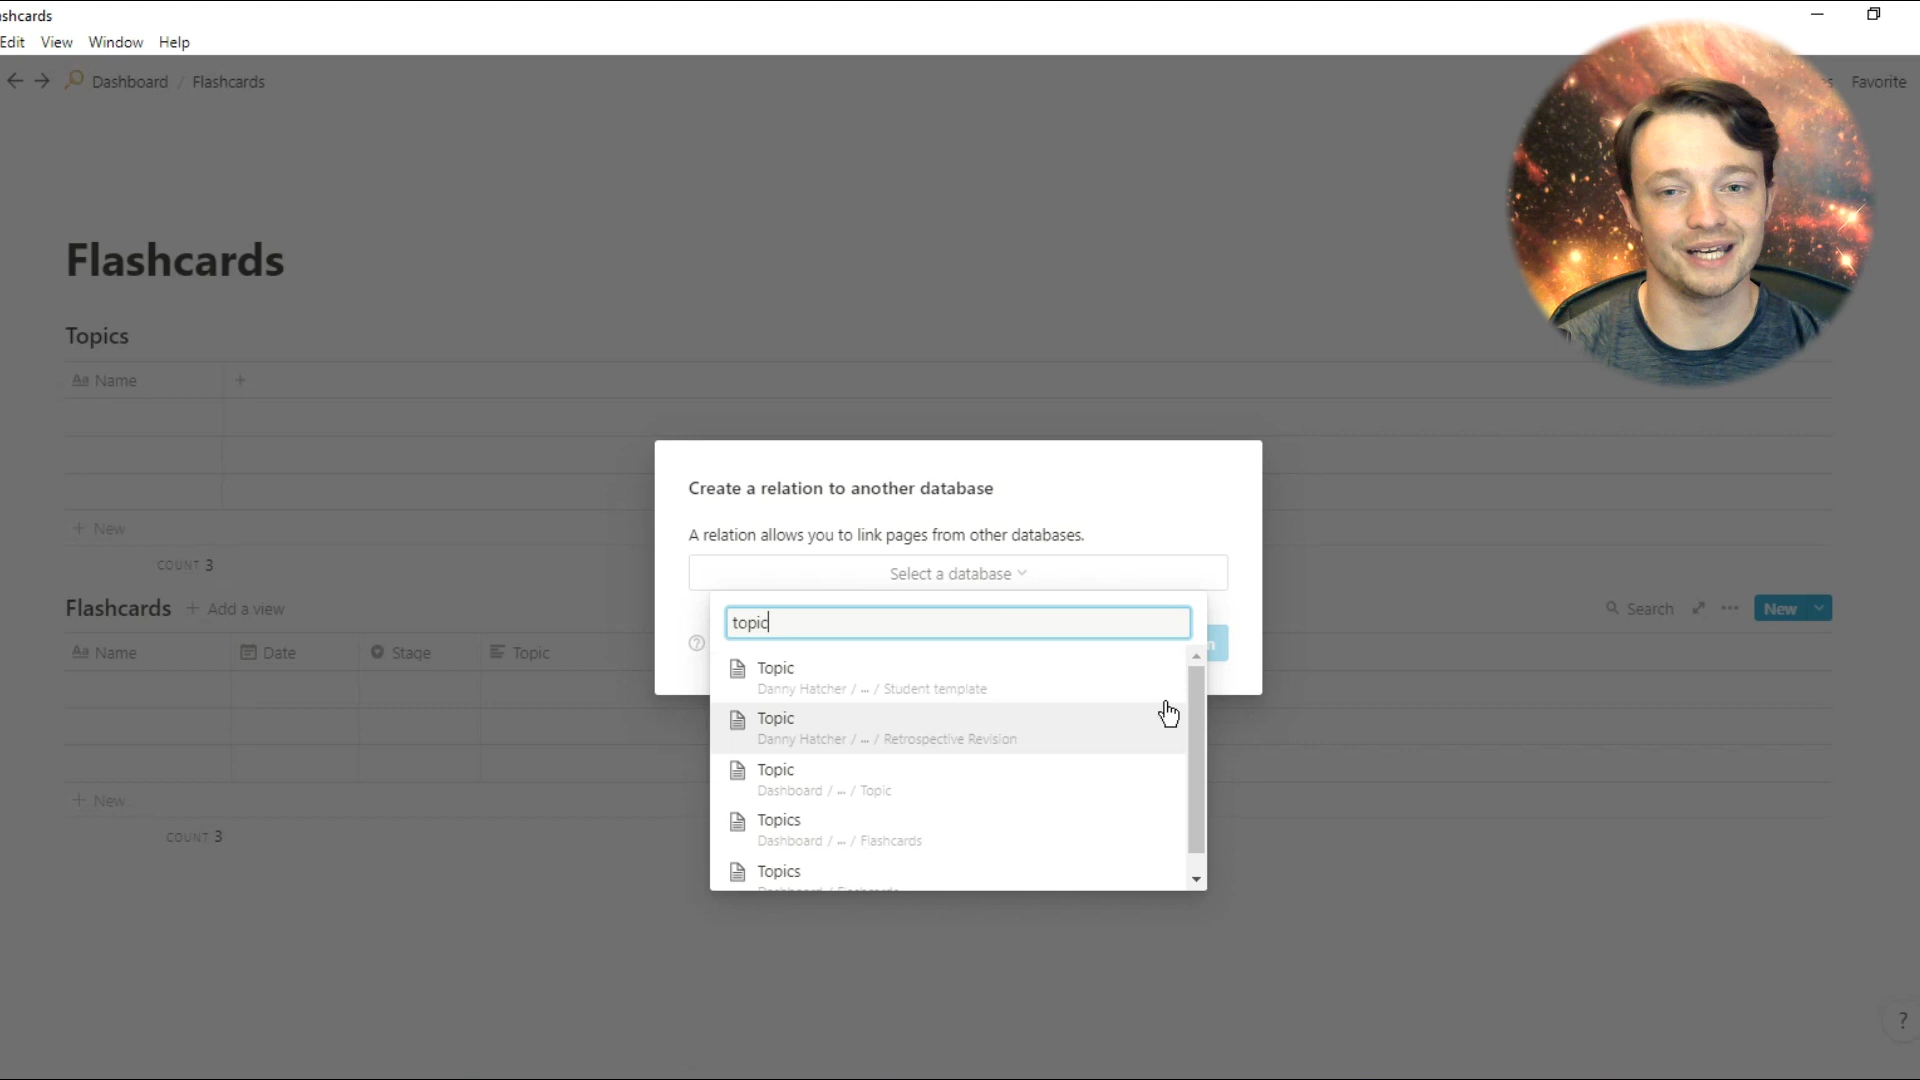 shcards
Edit View Window Help
Dashboard / Flashcards
Favorite
Flashcards
Topics
Aa Name +
+ New
COUNT 3
Create a relation to another database
A relation allows you to link pages from other databases.
Select a database
Flashcards + Add a view
Search ••• New
topic
Aa Name Date Stage Topic
Topic
Danny Hatcher / ... / Student template
Topic
Danny Hatcher / ... / Retrospective Revision
Topic
Dashboard / ... / Topic
+ New
Topics
Dashboard / ... / Flashcards
COUNT 3
Topics
?